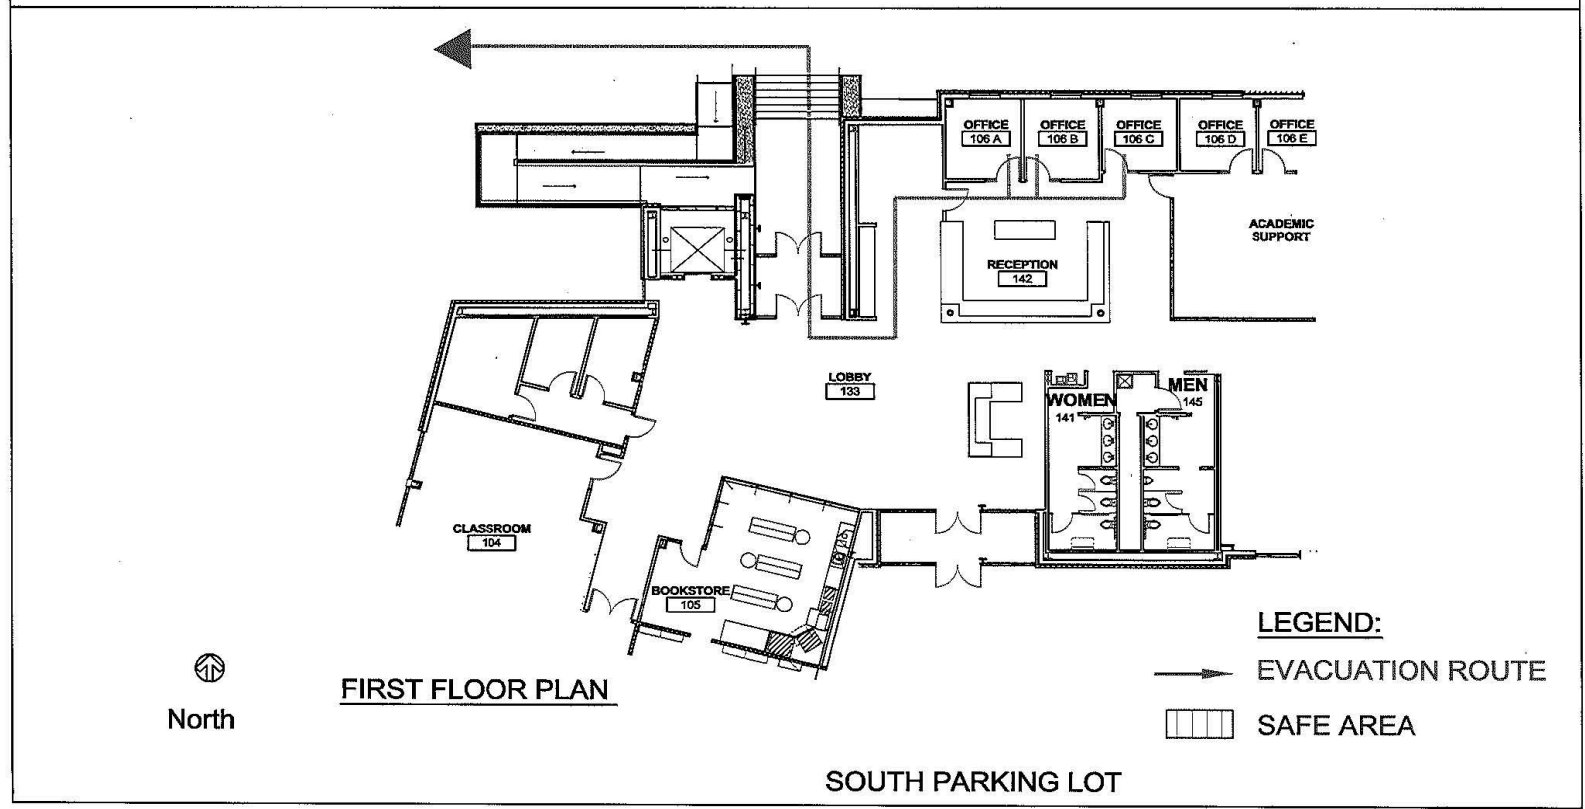 OFFICE
106 A
OFFICE
106 B
OFFICE
106 C
OFFICE
106 D
OFFICE
106 E
ACADEMIC
SUPPORT
RECEPTION
142
LOBBY
133
WOMEN
141
MEN
145
CLASSROOM
104
BOOKSTORE
105
LEGEND:
EVACUATION ROUTE
SAFE AREA
North
FIRST FLOOR PLAN
SOUTH PARKING LOT